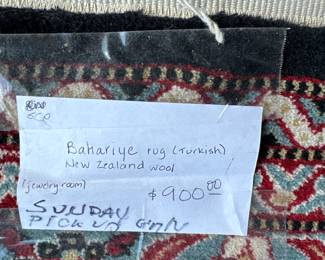 Bahariye rug (Turkish)
New Zealand wool
(jewelry room)
$900.00
SUNDAY
PICK UP